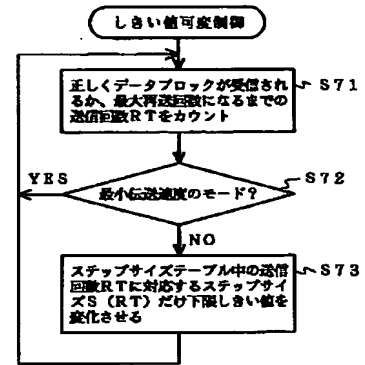 しきい値可変制御
正しくデータブロックが受信され
るか、最大再送回数になるまでの
送信回数RTをカウント
S71
YES
最小伝送速度のモード?
S72
NO
ステップサイズテーブル中の送信
回数RTに対応するステップサイ
ズS(RT)だけ下限しきい値を
変化させる
S73